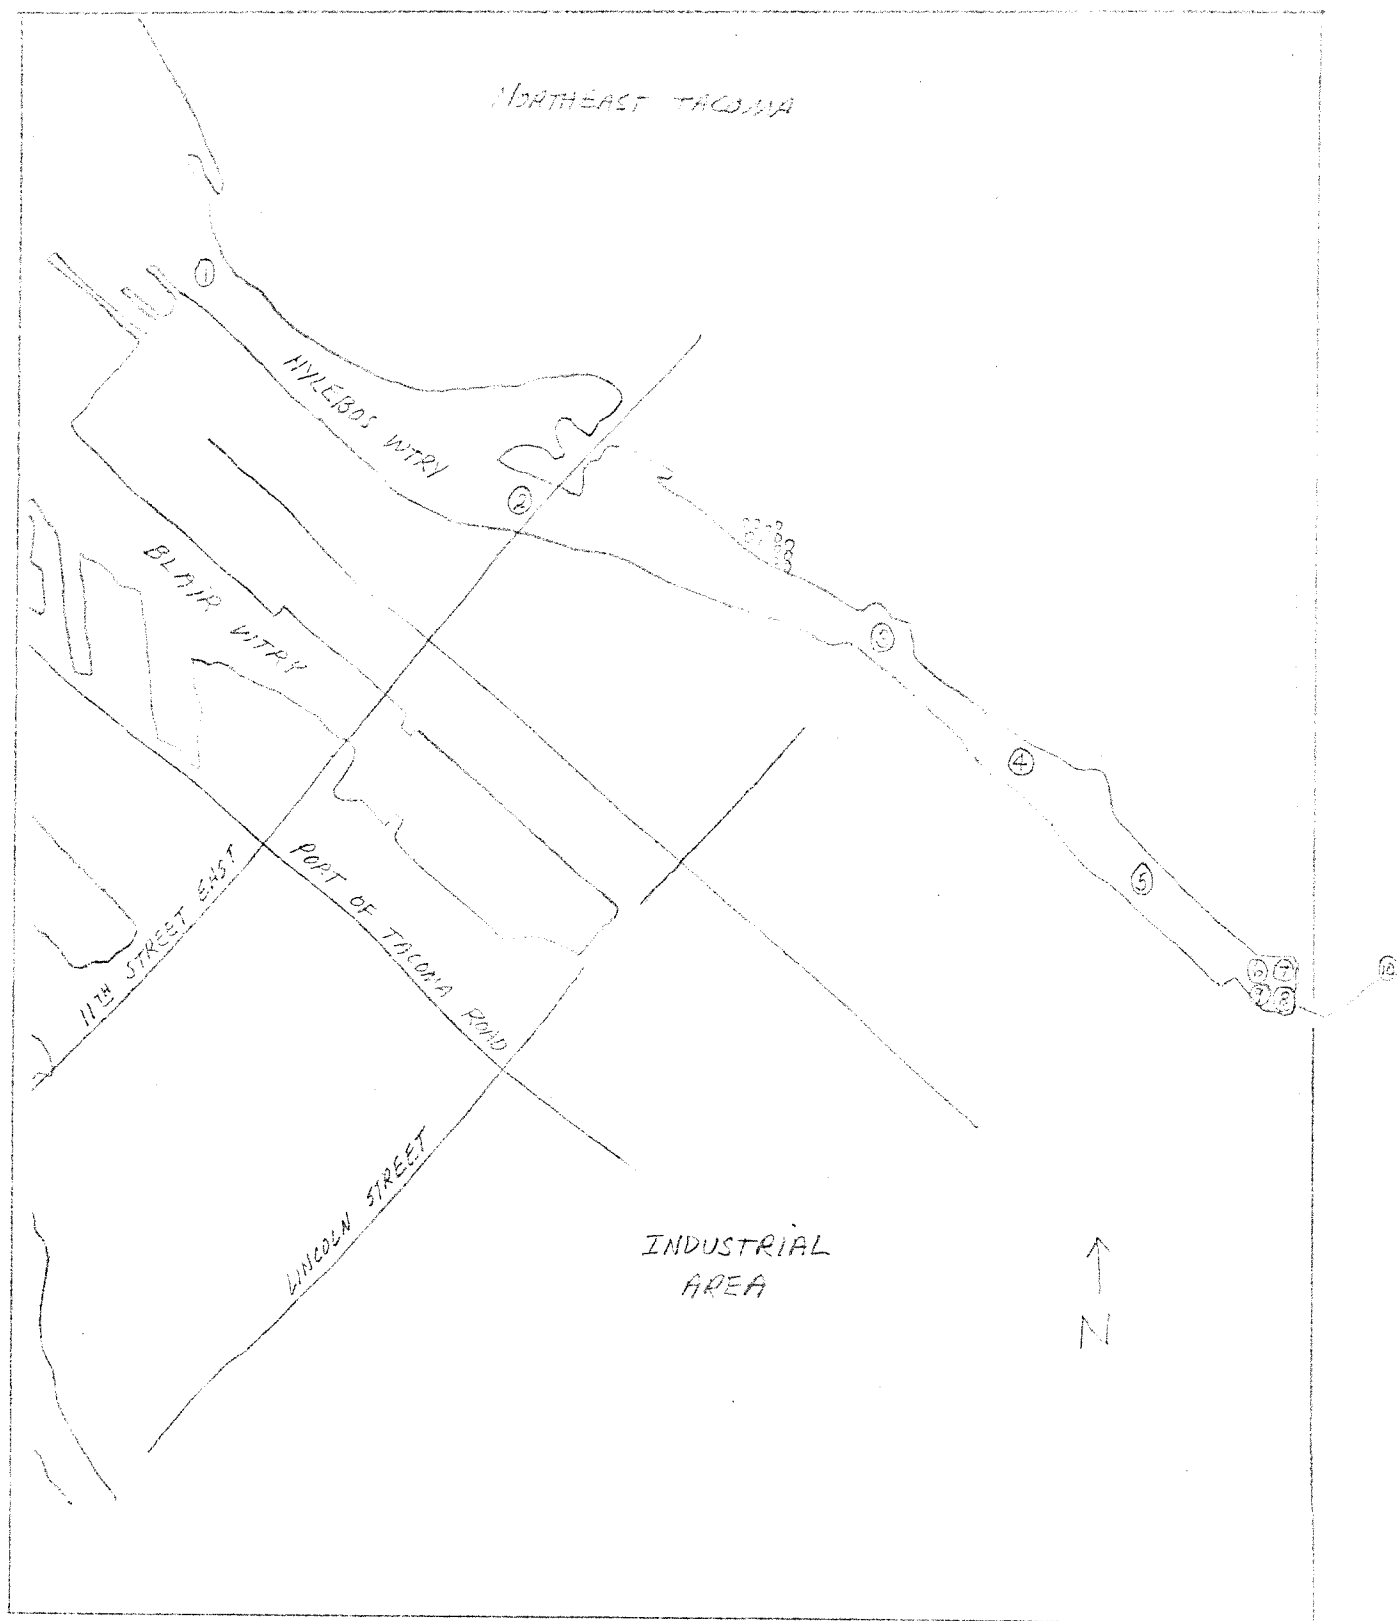 NORTHEAST TACOMA
1
HYLEBOS WTRY
2
BLAIR WTRY
4
5
6 7
8
10
11TH STREET EAST
PORT OF TACOMA ROAD
LINCOLN STREET
INDUSTRIAL
AREA
N